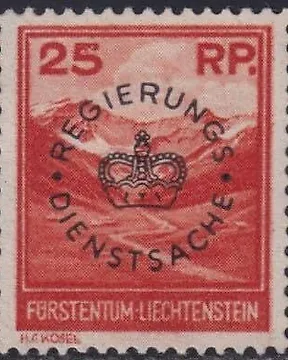 25 RP.
• REGIERUNGS •
DIENSTSACHE
FÜRSTENTUM·LIECHTENSTEIN
H.C. KOSEL